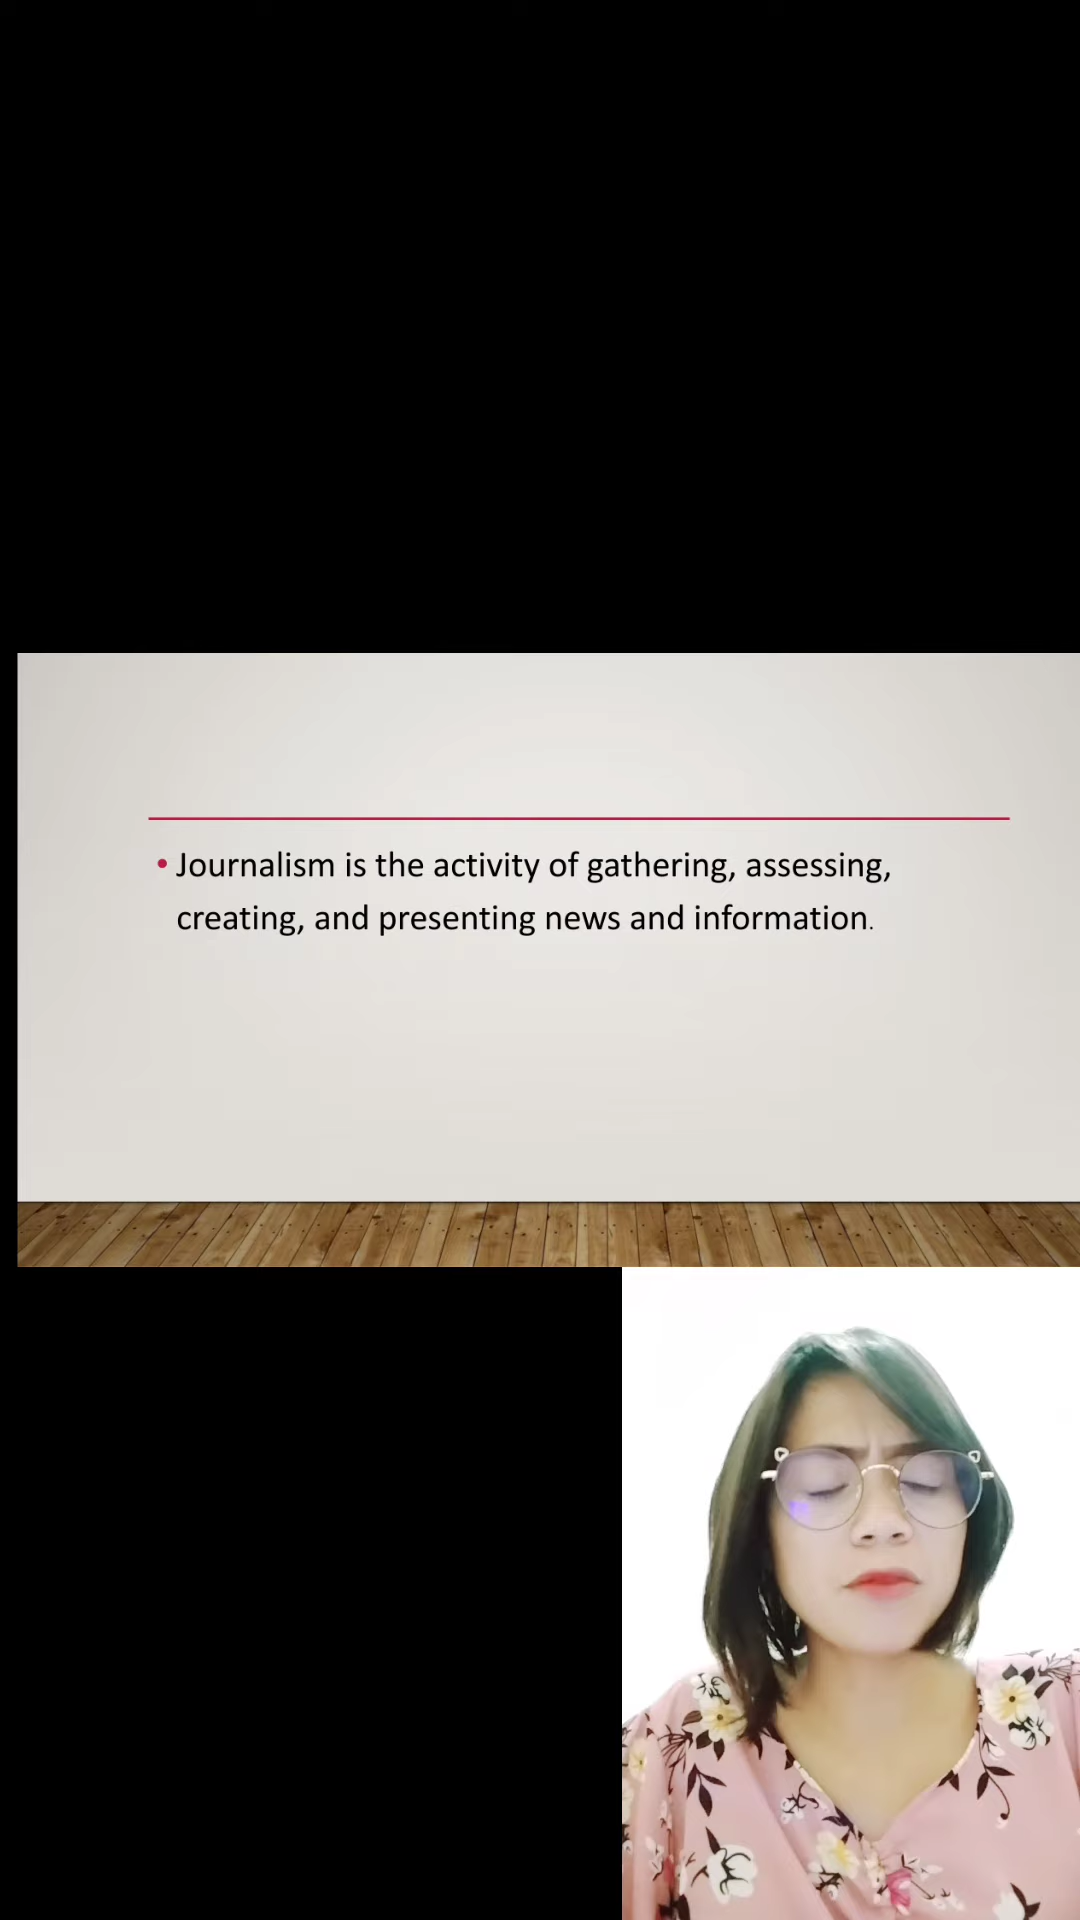 • Journalism is the activity of gathering, assessing,
creating, and presenting news and information.